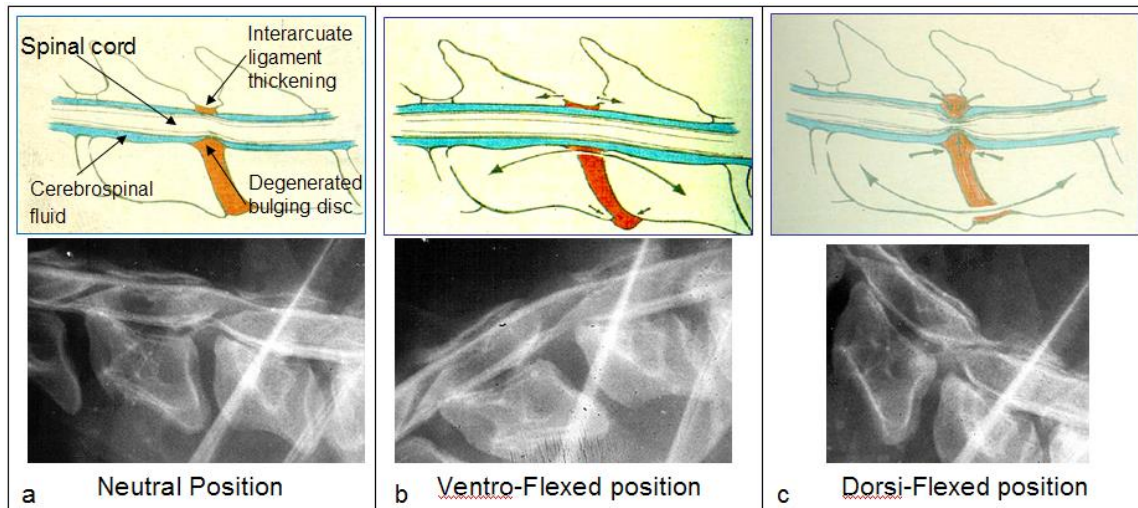 Spinal cord
Interarcuate
ligament
thickening
Cerebrospinal
fluid
Degenerated
bulging disc
a
Neutral Position
b
Ventro-Flexed position
c
Dorsi-Flexed position